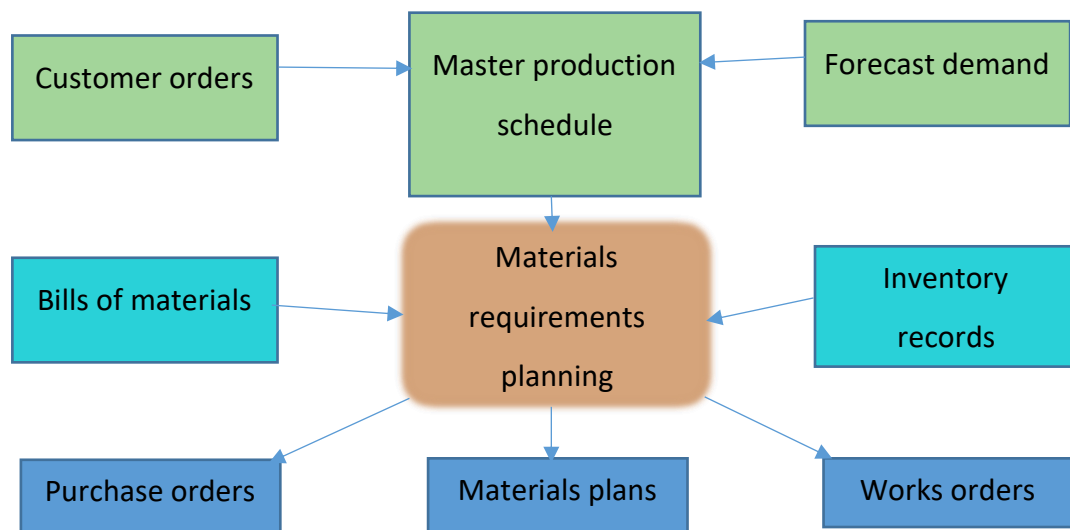 Customer orders
Master production
schedule
Forecast demand
Bills of materials
Materials
requirements
planning
Inventory
records
Purchase orders
Materials plans
Works orders